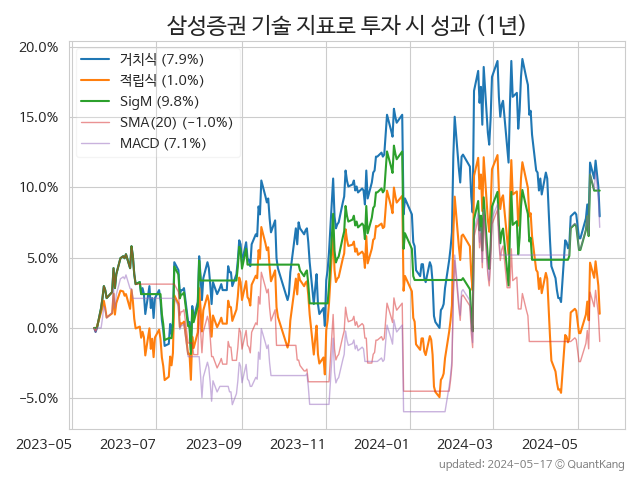 삼성증권 기술 지표로 투자 시 성과 (1년)
거치식 (7.9%)
적립식 (1.0%)
SigM (9.8%)
SMA(20) (−1.0%)
MACD (7.1%)
20.0%
15.0%
10.0%
5.0%
0.0%
−5.0%
2023-05 2023-07 2023-09 2023-11 2024-01 2024-03 2024-05
updated: 2024-05-17 © QuantKang